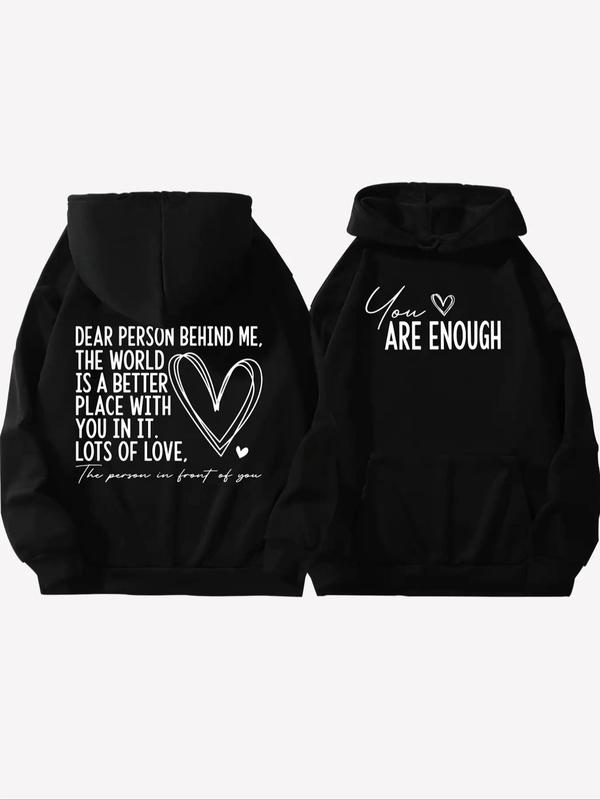 DEAR PERSON BEHIND ME,
THE WORLD
IS A BETTER
PLACE WITH
YOU IN IT.
LOTS OF LOVE,
The person in front of you
You
ARE ENOUGH